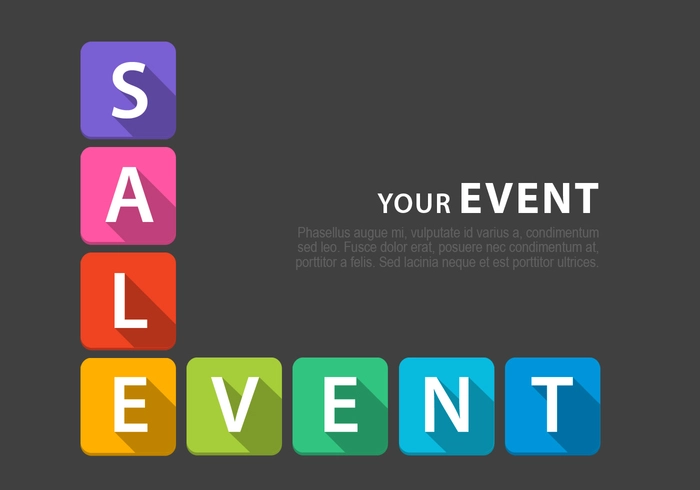 S
A
L
EVENT
YOUR EVENT
Phasellus augue mi, vulputate id varius a, condimentum
sed leo. Fusce dolor erat, posuere nec condimentum at,
porttitor a felis. Sed lacinia neque et est porttitor ultrices.